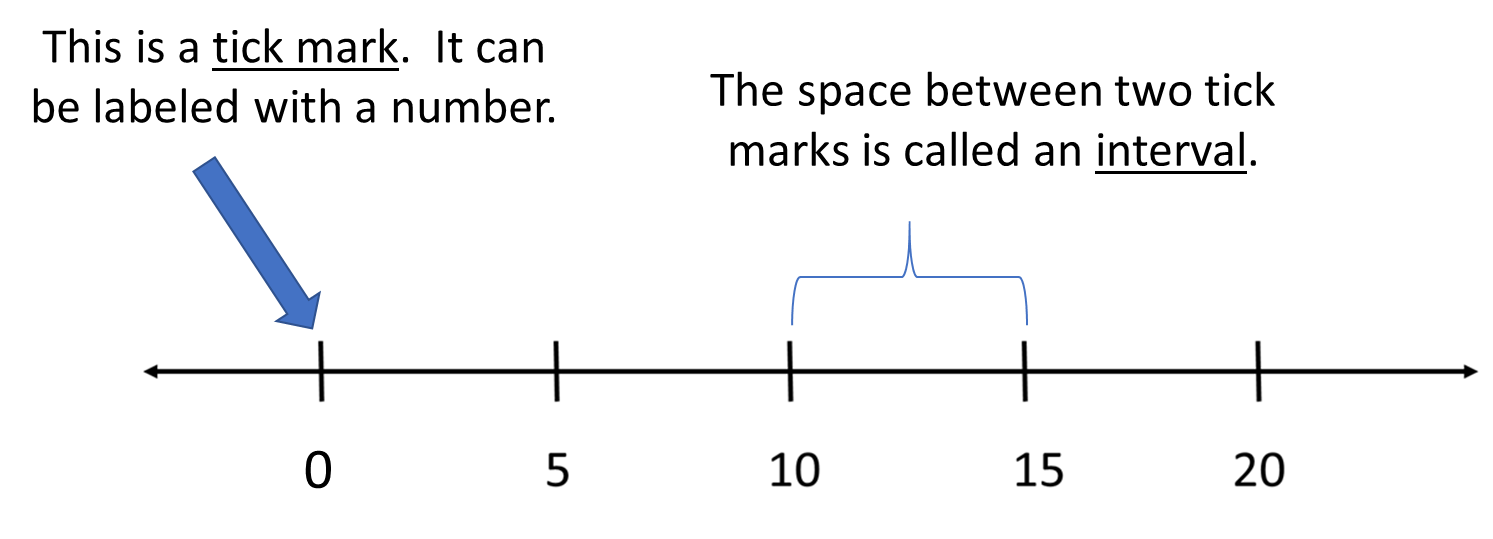 This is a tick mark.  It can
be labeled with a number.
The space between two tick
marks is called an interval.
0 5 10 15 20